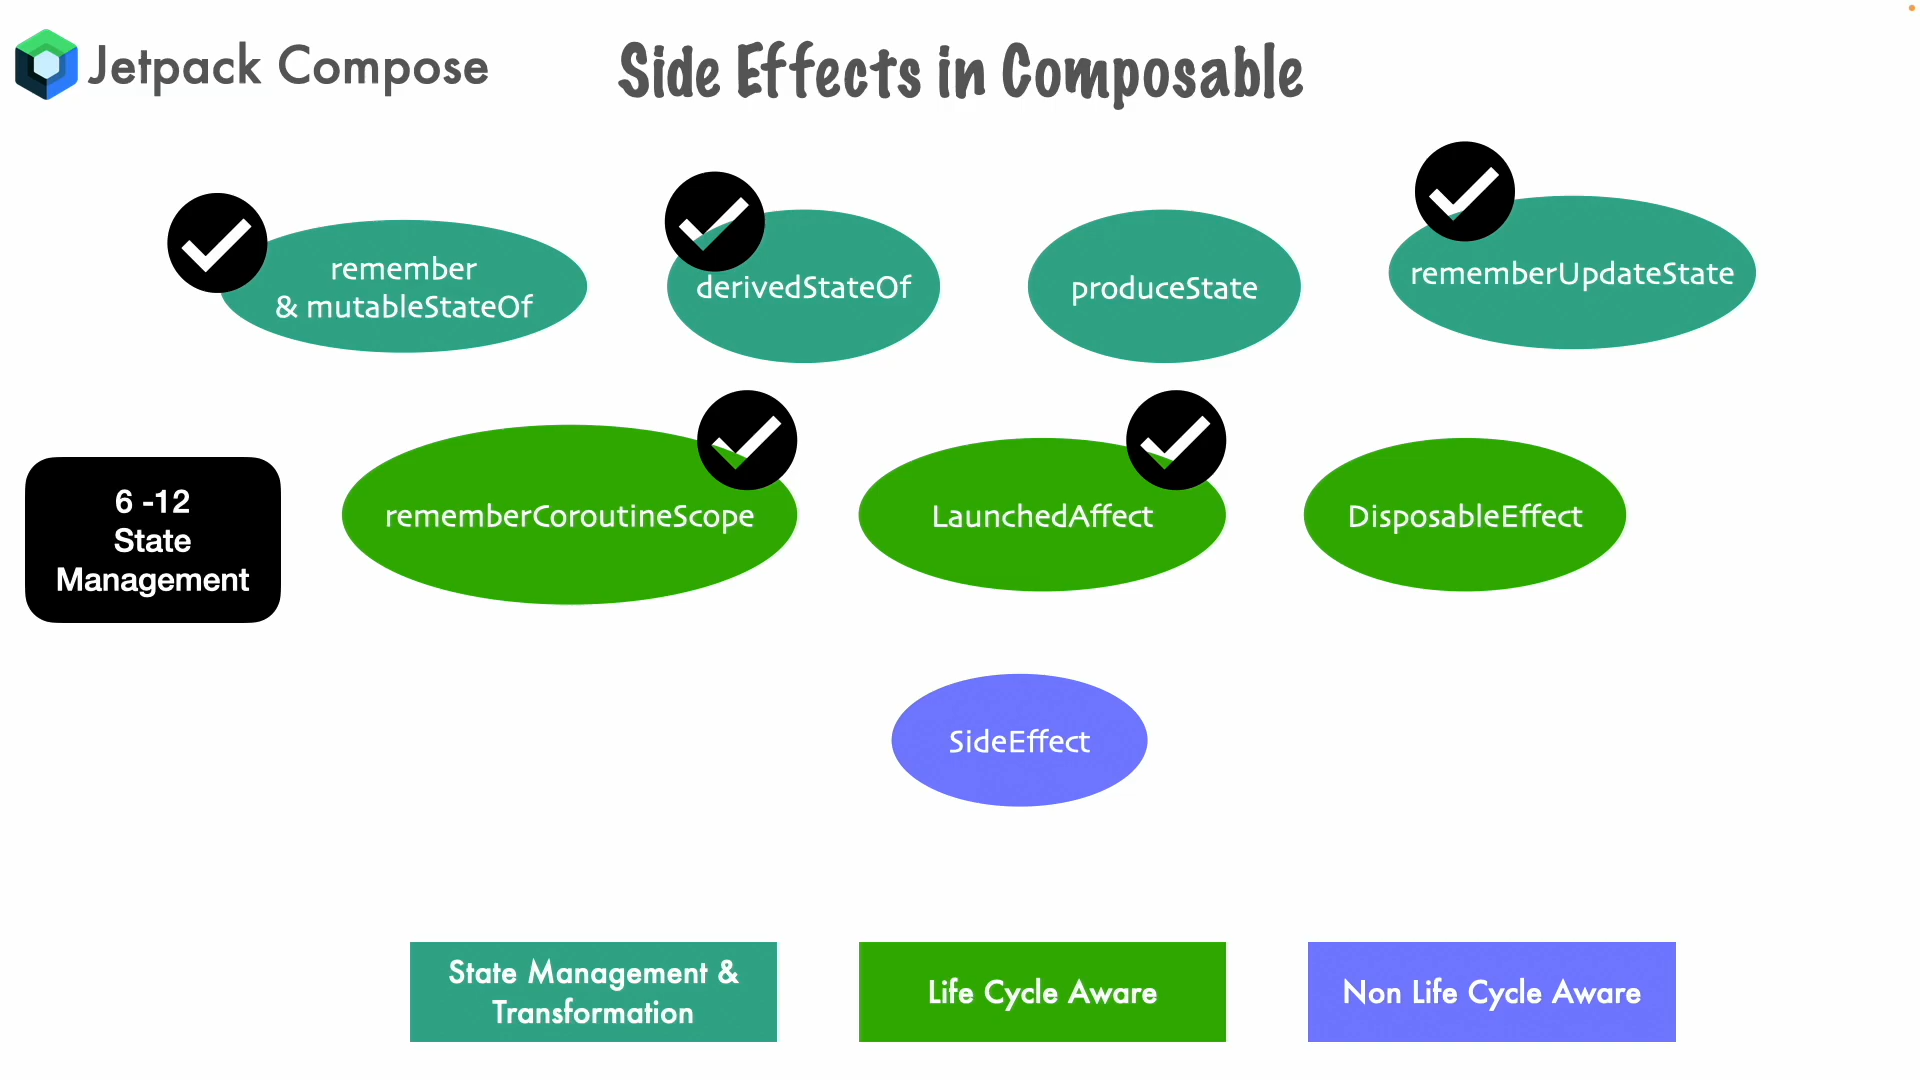 Jetpack Compose
Side Effects in Composable
remember
& mutableStateOf
derivedStateOf
produceState
rememberUpdateState
6 -12
State
Management
rememberCoroutineScope
LaunchedAffect
DisposableEffect
SideEffect
State Management &
Transformation
Life Cycle Aware
Non Life Cycle Aware